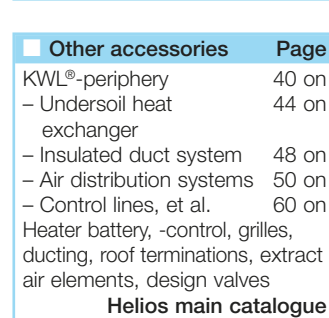 Other accessories Page
KWL®-periphery 40 on
– Undersoil heat 44 on
exchanger
– Insulated duct system 48 on
– Air distribution systems 50 on
– Control lines, et al. 60 on
Heater battery, -control, grilles,
ducting, roof terminations, extract
air elements, design valves
Helios main catalogue